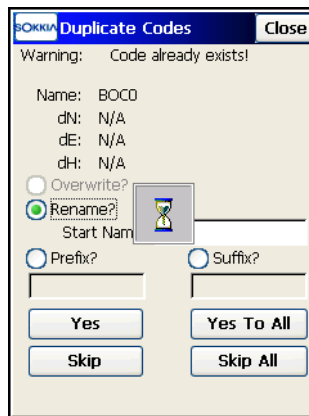 SOKKIA Duplicate Codes Close
Warning: Code already exists!
Name: BOC0
dN: N/A
dE: N/A
dH: N/A
Overwrite?
Rename?
Start Nam
Prefix? Suffix?
Yes Yes To All
Skip Skip All